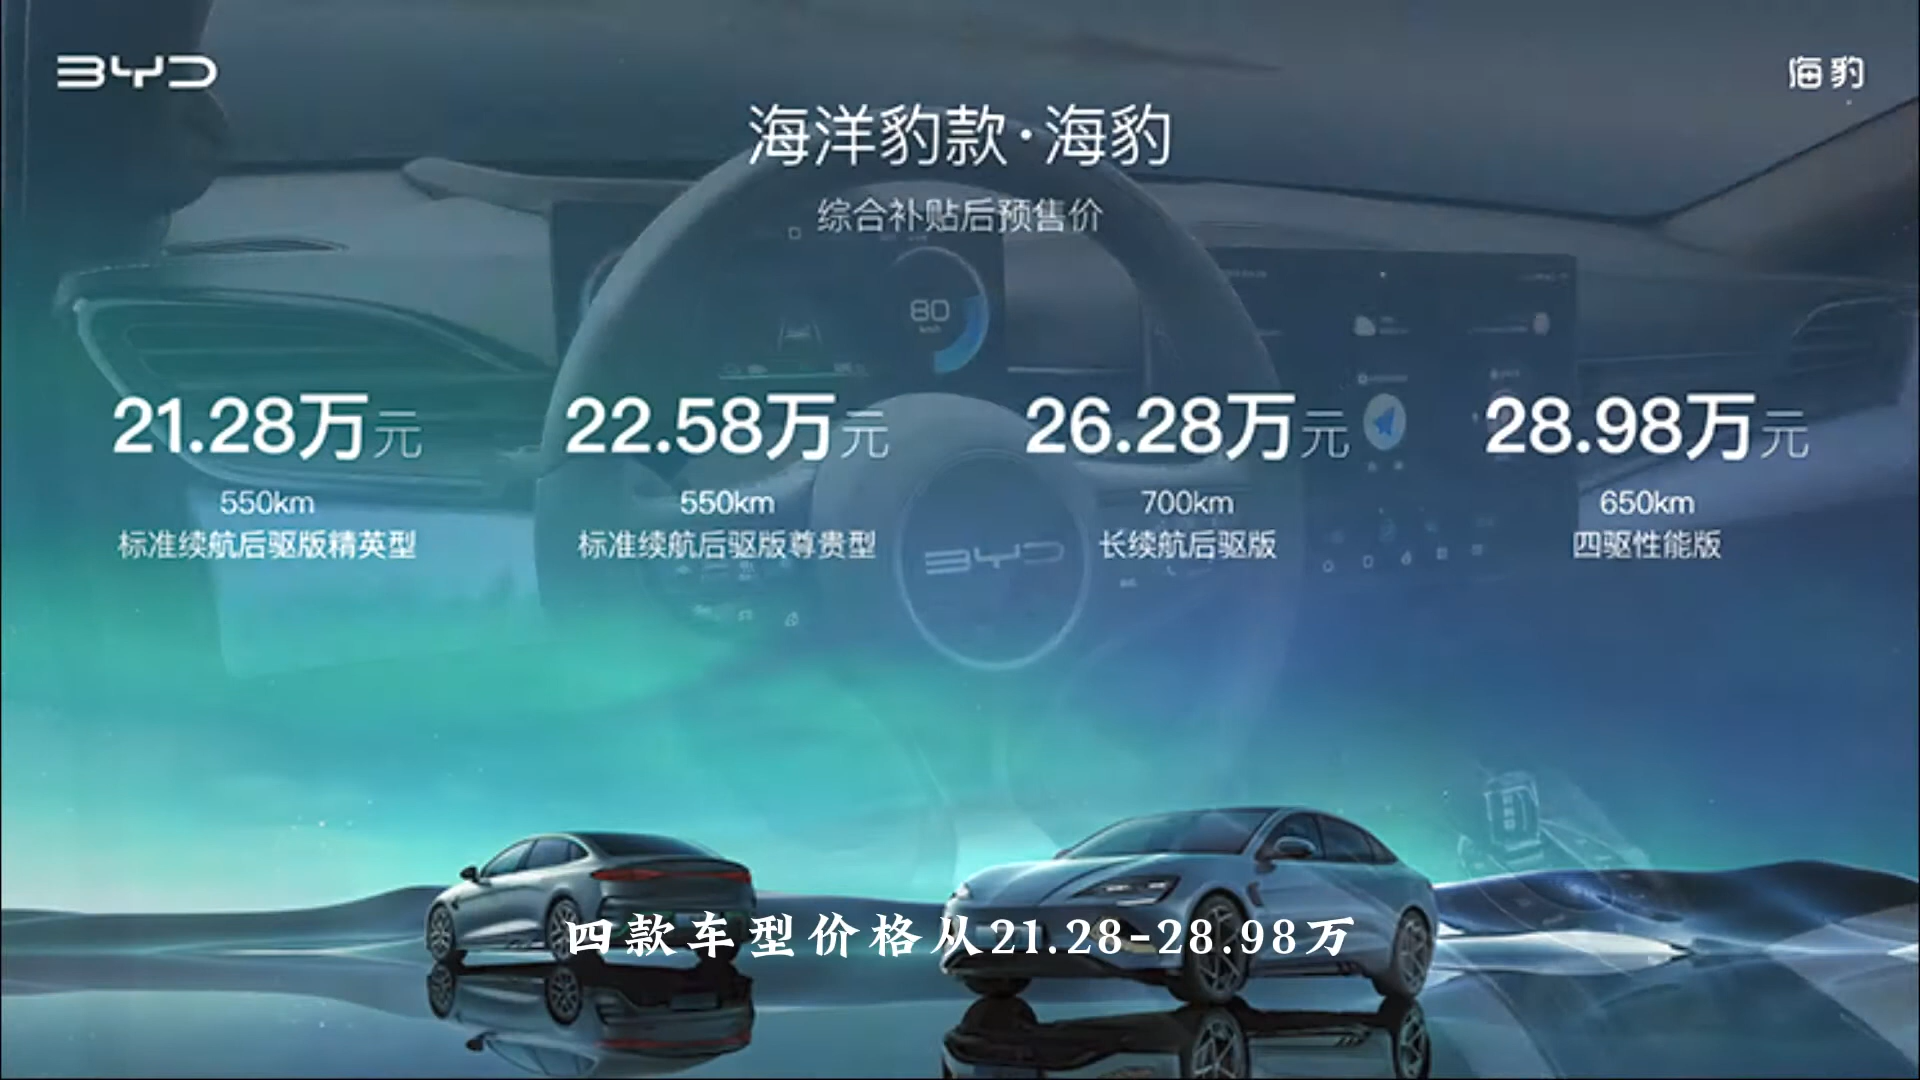 BYD
海豹
海洋豹款·海豹
综合补贴后预售价
80
km/h
21.28万元
22.58万元
26.28万元
28.98万元
550km
550km
700km
650km
标准续航后驱版精英型
标准续航后驱版尊贵型
长续航后驱版
四驱性能版
BYD
四款车型价格从21.28-28.98万